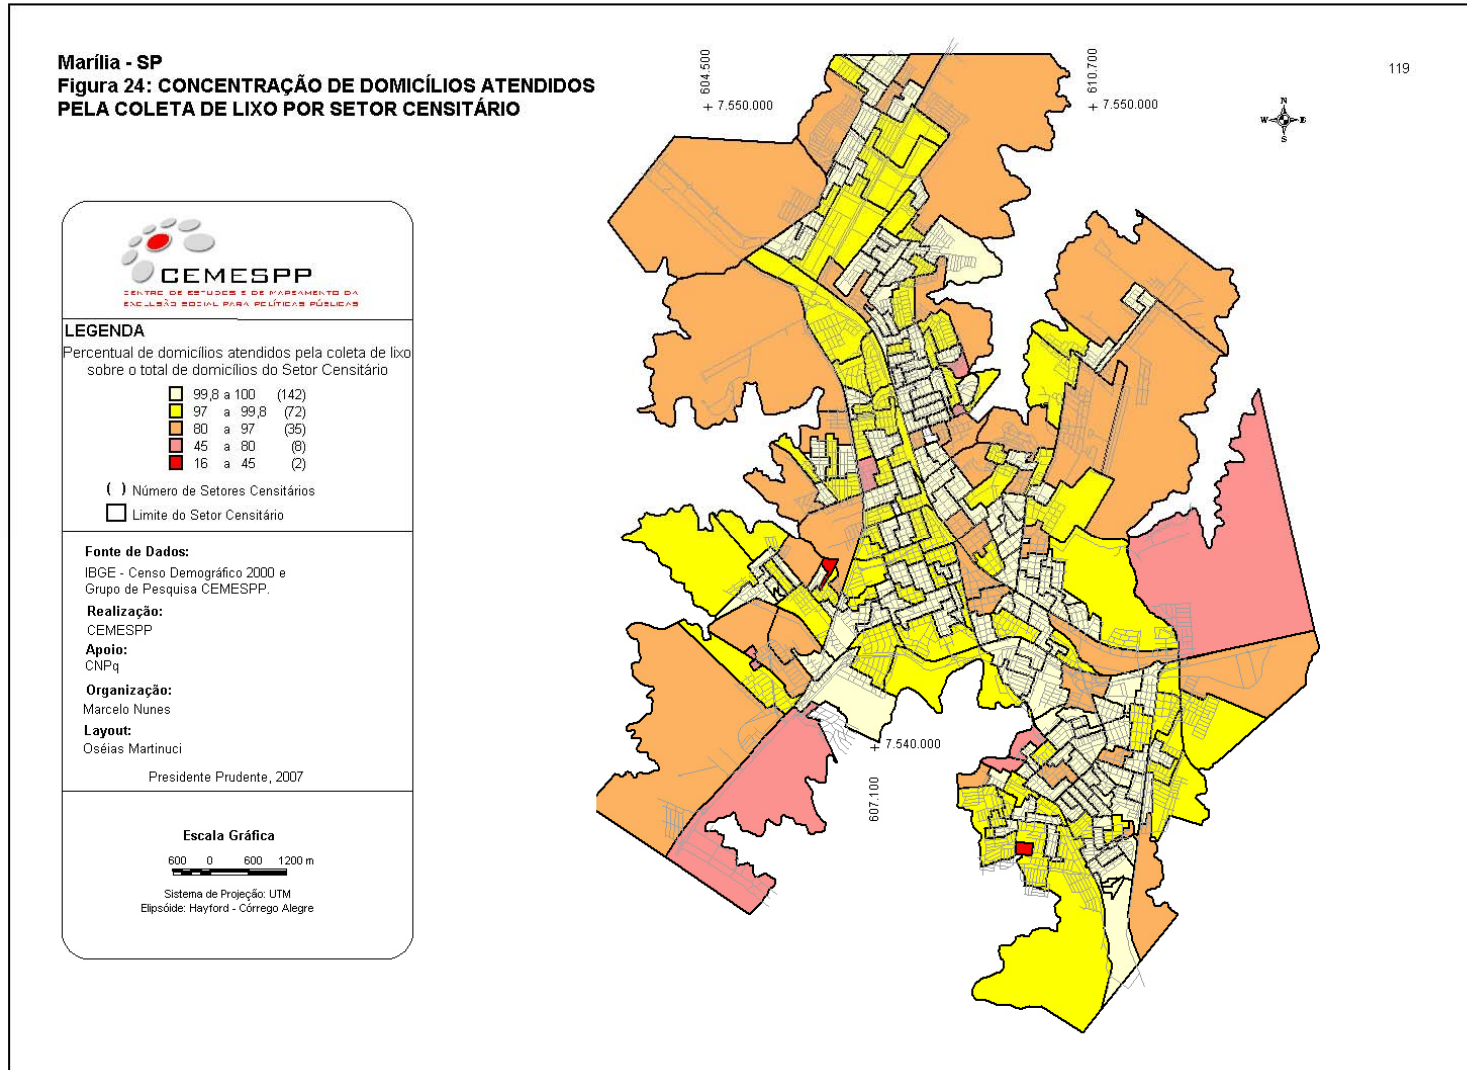 Marília - SP
Figura 24: CONCENTRAÇÃO DE DOMICÍLIOS ATENDIDOS
PELA COLETA DE LIXO POR SETOR CENSITÁRIO
119
604.500
+ 7.550.000
610.700
+ 7.550.000
N
W E
S
CEMESPP
CENTRO DE ESTUDOS E DE MAPEAMENTO DA
EXCLUSÃO SOCIAL PARA POLÍTICAS PÚBLICAS
LEGENDA
Percentual de domicílios atendidos pela coleta de lixo
sobre o total de domicílios do Setor Censitário
99,8 a 100 (142)
97 a 99,8 (72)
80 a 97 (35)
45 a 80 (8)
16 a 45 (2)
( ) Número de Setores Censitários
Limite do Setor Censitário
Fonte de Dados:
IBGE - Censo Demográfico 2000 e
Grupo de Pesquisa CEMESPP.
Realização:
CEMESPP
Apoio:
CNPq
Organização:
Marcelo Nunes
Layout:
Oséias Martinuci
Presidente Prudente, 2007
+ 7.540.000
607.100
Escala Gráfica
600 0 600 1200 m
Sistema de Projeção: UTM
Elipsóide: Hayford - Córrego Alegre